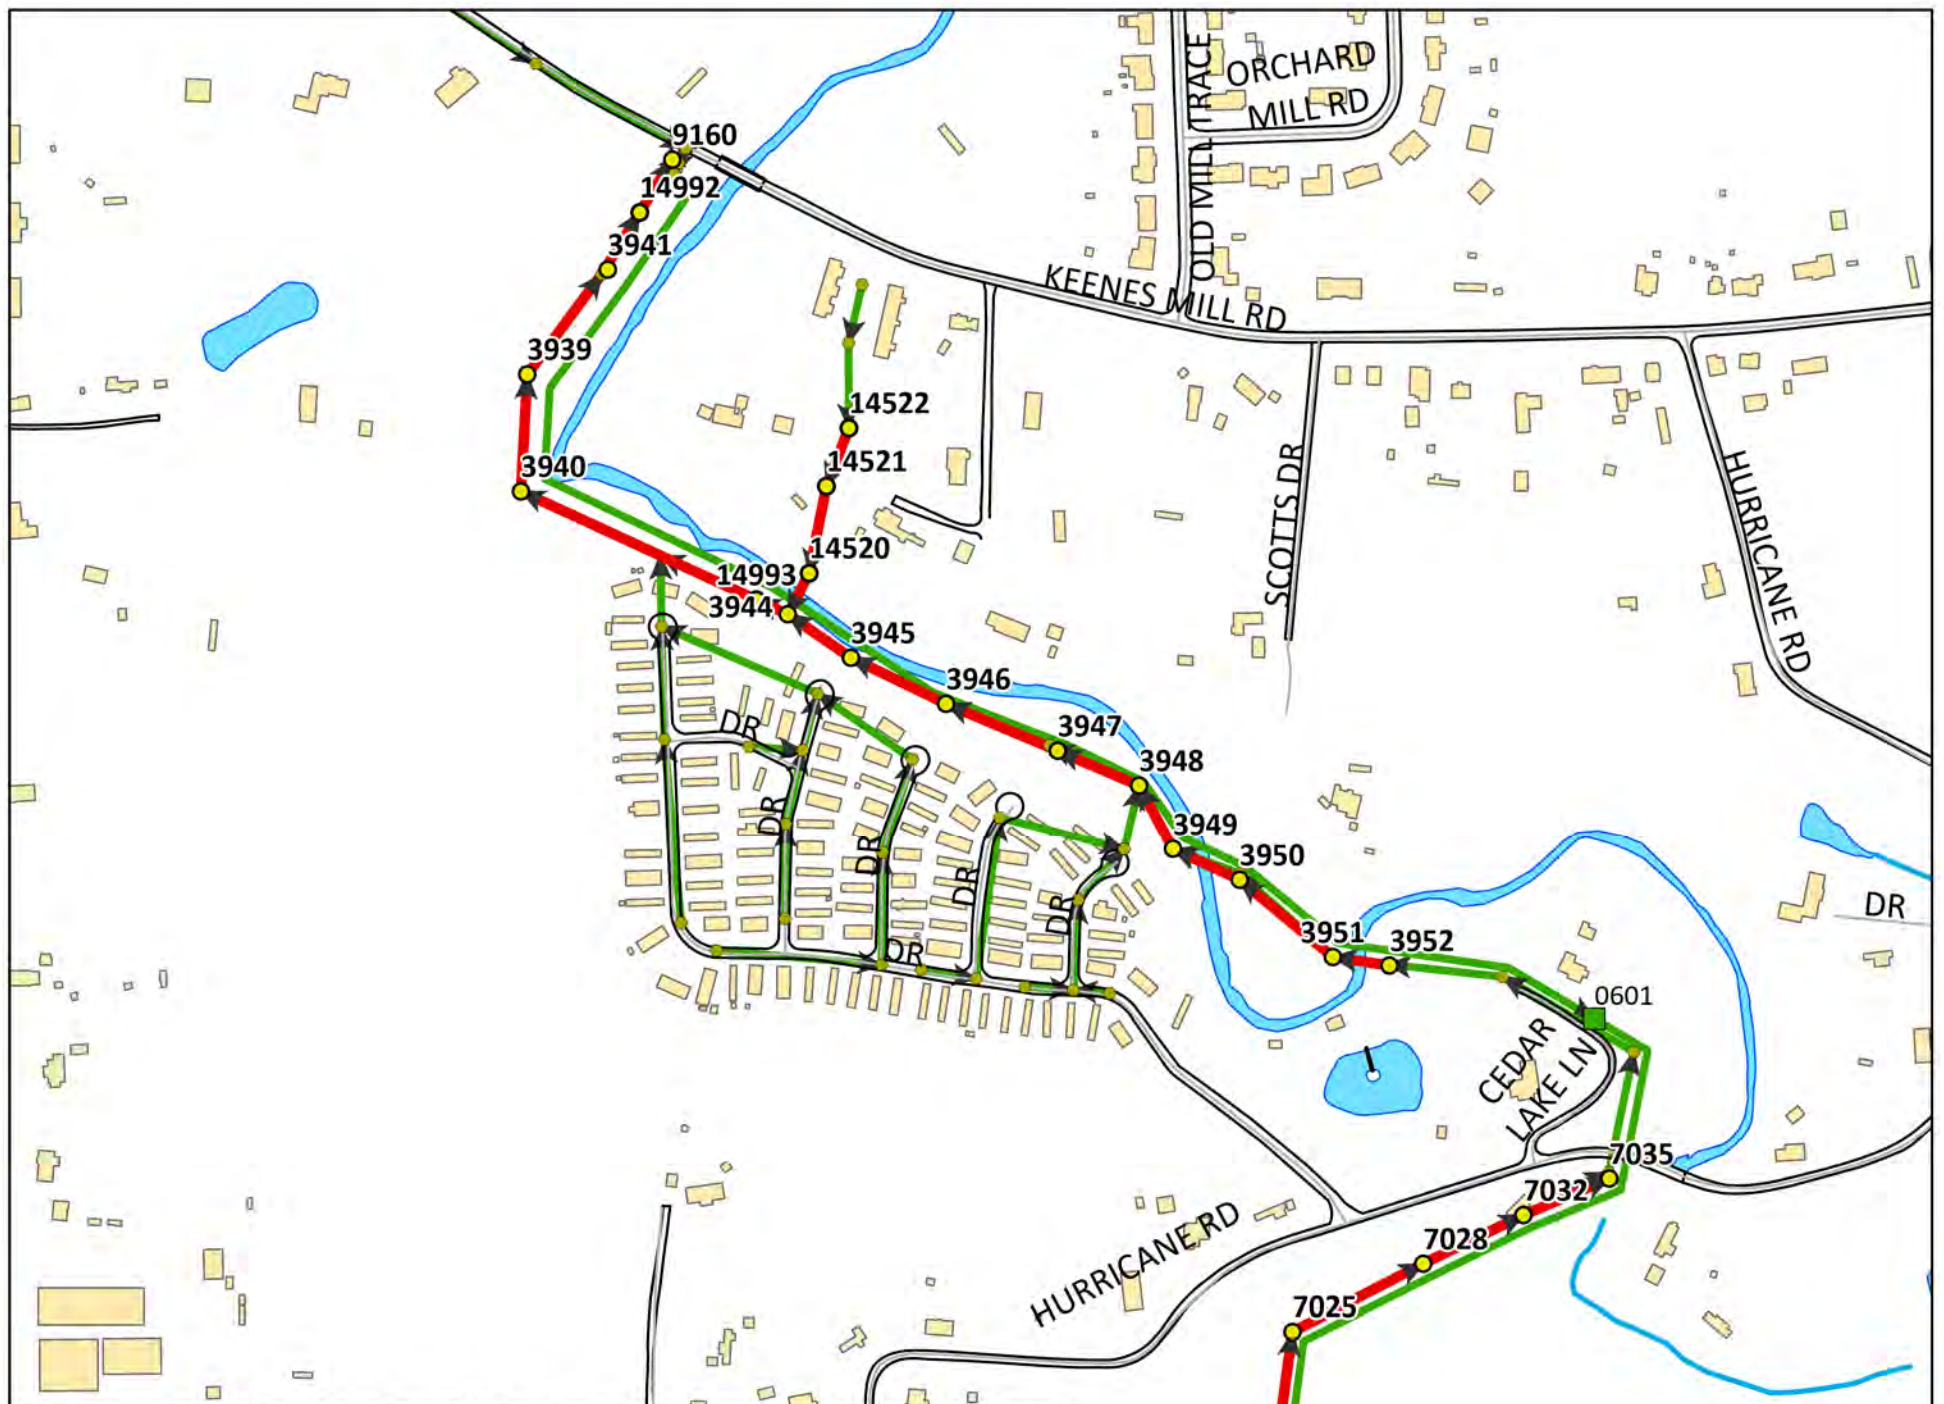 OLD MILL TRACE
ORCHARD
MILL RD
9160
14992
3941
KEENES MILL RD
3939
14522
14521
3940
SCOTTS DR
HURRICANE RD
14520
14993
3944
3945
3946
3947
3948
DR
DR
3949
DR
3950
DR
DR
DR
DR
3951
3952
0601
CEDAR
LAKE LN
7035
7032
HURRICANE RD
7028
7025